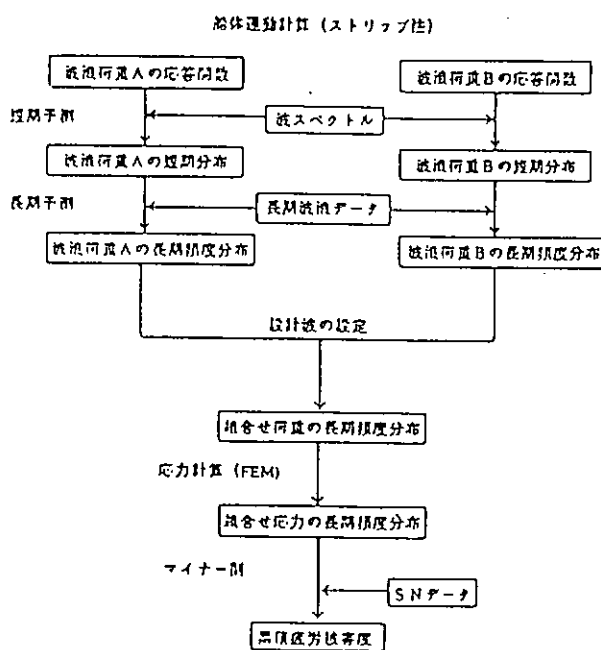 船体運動計算 (ストリップ法)
波浪荷重Aの応答関数
波浪荷重Bの応答関数
短期予測
波スペクトル
波浪荷重Aの短期分布
波浪荷重Bの短期分布
長期予測
長期波浪データ
波浪荷重Aの長期頻度分布
波浪荷重Bの長期頻度分布
設計波の設定
組合せ荷重の長期頻度分布
応力計算 (FEM)
組合せ応力の長期頻度分布
マイナー則
SNデータ
累積疲労被害度